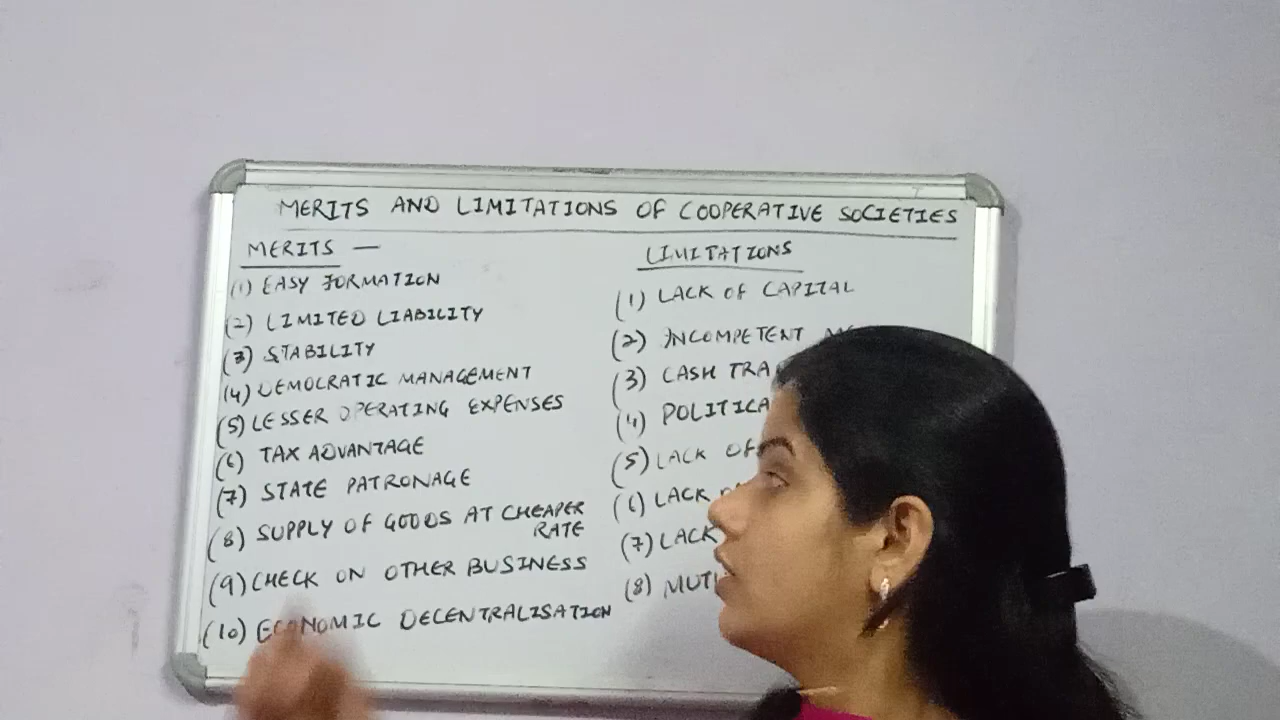 MERITS AND LIMITATIONS OF COOPERATIVE SOCIETIES
MERITS —
(1) EASY FORMATION
(2) LIMITED LIABILITY
(3) STABILITY
(4) DEMOCRATIC MANAGEMENT
(5) LESSER OPERATING EXPENSES
(6) TAX ADVANTAGE
(7) STATE PATRONAGE
(8) SUPPLY OF GOODS AT CHEAPER
RATE
(9) CHECK ON OTHER BUSINESS
(10) ECONOMIC DECENTRALISATION
LIMITATIONS
(1) LACK OF CAPITAL
(2) INCOMPETENT
(3) CASH
(4)
(5) LACK OF
(6) LACK
(7) LACK
(8)